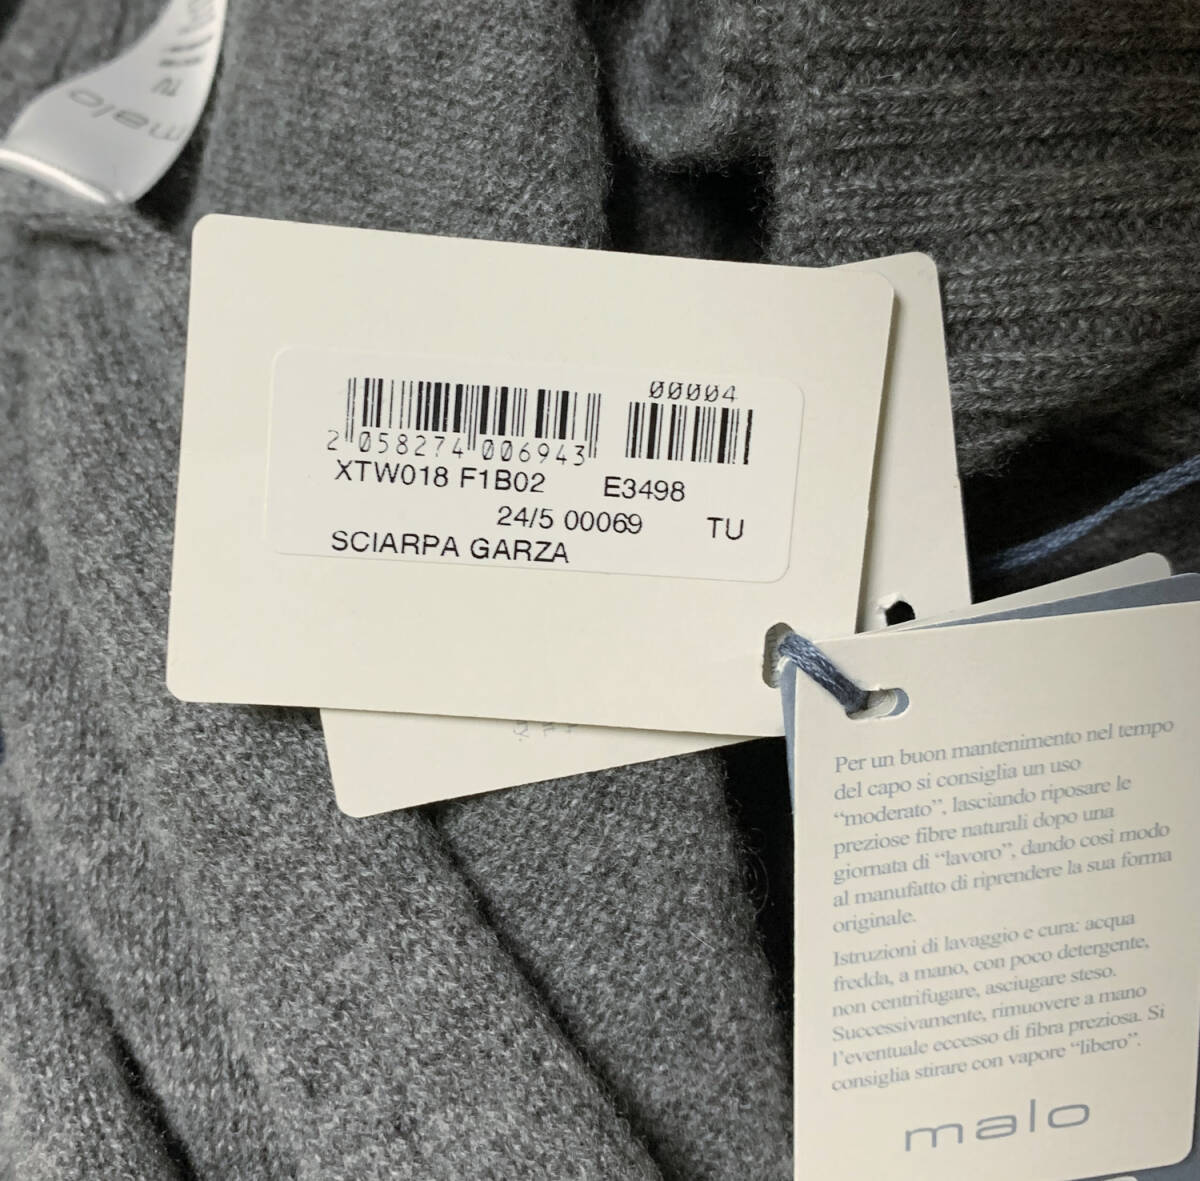 malo
00004
2 058274 006943
XTW018 F1B02 E3498
24/5 00069 TU
SCIARPA GARZA
Per un buon mantenimento nel tempo
del capo si consiglia un uso
“moderato”, lasciando riposare le
preziose fibre naturali dopo una
giornata di “lavoro”, dando così modo
al manufatto di riprendere la sua forma
originale.
Istruzioni di lavaggio e cura: acqua
fredda, a mano, con poco detergente,
non centrifugare, asciugare steso.
Successivamente, rimuovere a mano
l’eventuale eccesso di fibra preziosa. Si
consiglia stirare con vapore “libero”.
malo